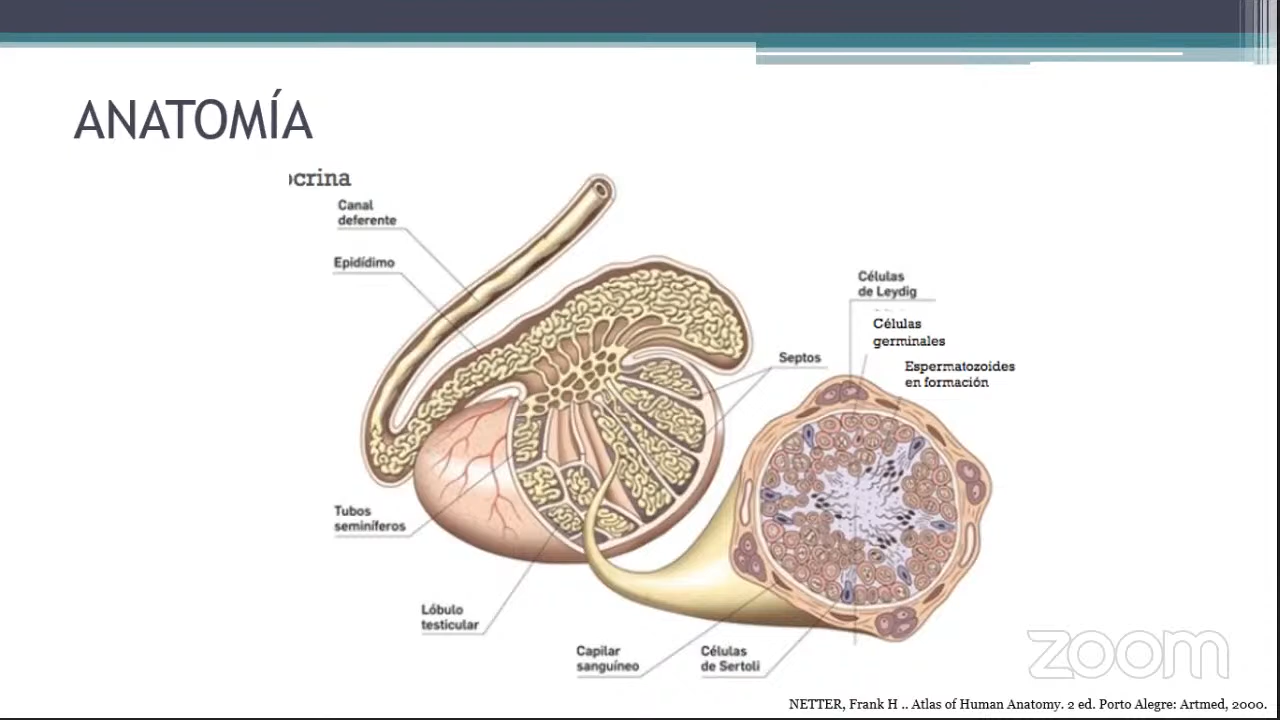 ANATOMÍA
ocrina
Canal
deferente
Epidídimo
Células
de Leydig
Células
germinales
Septos
Espermatozoides
en formación
Tubos
seminíferos
Lóbulo
testicular
Capilar
sanguíneo
Células
de Sertoli
zoom
NETTER, Frank H .. Atlas of Human Anatomy. 2 ed. Porto Alegre: Artmed, 2000.